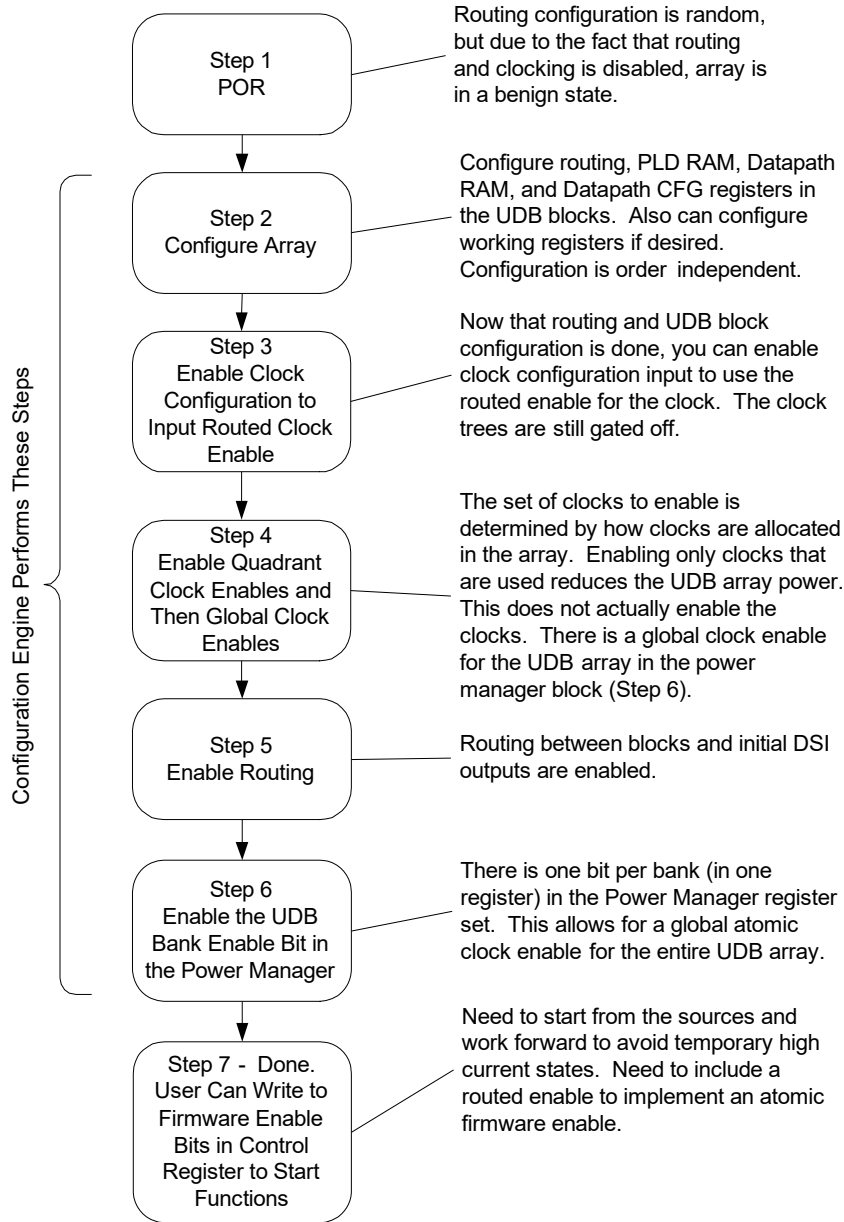 Step 1
POR
Routing configuration is random,
but due to the fact that routing
and clocking is disabled, array is
in a benign state.
Configuration Engine Performs These Steps
Step 2
Configure Array
Configure routing, PLD RAM, Datapath
RAM, and Datapath CFG registers in
the UDB blocks.  Also can configure
working registers if desired.
Configuration is order independent.
Step 3
Enable Clock
Configuration to
Input Routed Clock
Enable
Now that routing and UDB block
configuration is done, you can enable
clock configuration input to use the
routed enable for the clock.  The clock
trees are still gated off.
Step 4
Enable Quadrant
Clock Enables and
Then Global Clock
Enables
The set of clocks to enable is
determined by how clocks are allocated
in the array.  Enabling only clocks that
are used reduces the UDB array power.
This does not actually enable the
clocks.  There is a global clock enable
for the UDB array in the power
manager block (Step 6).
Step 5
Enable Routing
Routing between blocks and initial DSI
outputs are enabled.
Step 6
Enable the UDB
Bank Enable Bit in
the Power Manager
There is one bit per bank (in one
register) in the Power Manager register
set.  This allows for a global atomic
clock enable for the entire UDB array.
Step 7 -  Done.
User Can Write to
Firmware Enable
Bits in Control
Register to Start
Functions
Need to start from the sources and
work forward to avoid temporary high
current states.  Need to include a
routed enable to implement an atomic
firmware enable.